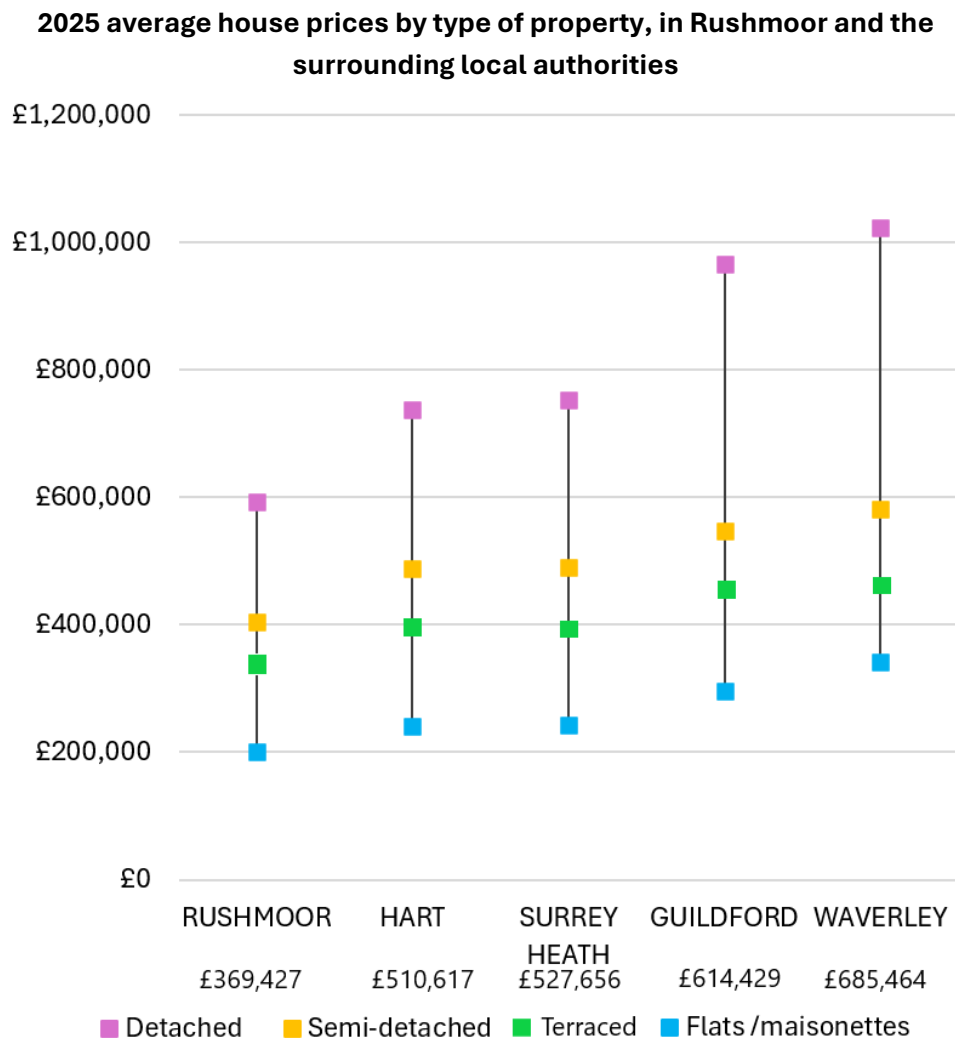 2025 average house prices by type of property, in Rushmoor and the
surrounding local authorities
£1,200,000
£1,000,000
£800,000
£600,000
£400,000
£200,000
£0
RUSHMOOR HART SURREY GUILDFORD WAVERLEY
HEATH
£369,427 £510,617 £527,656 £614,429 £685,464
Detached Semi-detached Terraced Flats /maisonettes